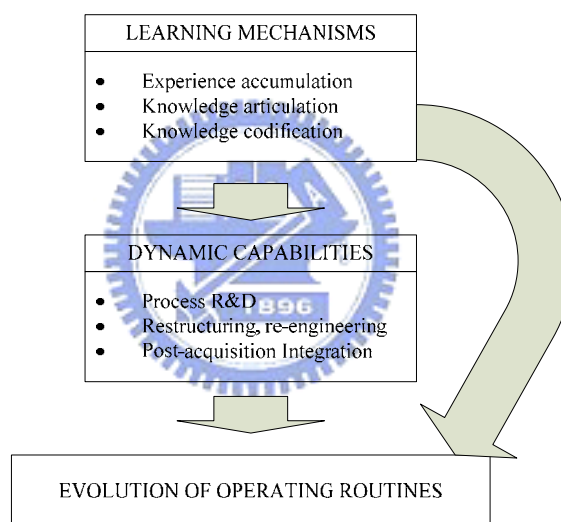 LEARNING MECHANISMS
• Experience accumulation
• Knowledge articulation
• Knowledge codification
DYNAMIC CAPABILITIES
• Process R&D
• Restructuring, re-engineering
1896
• Post-acquisition Integration
EVOLUTION OF OPERATING ROUTINES